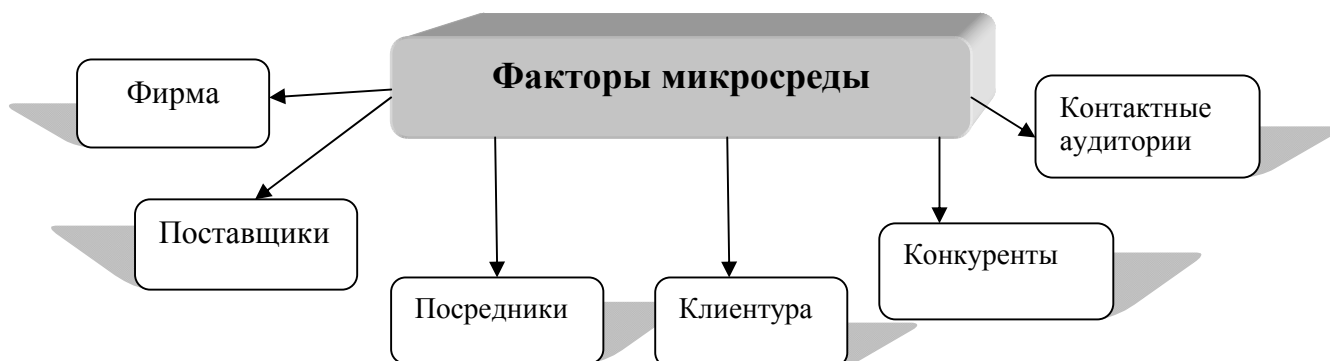 Факторы микросреды
Фирма
Контактные
аудитории
Поставщики
Конкуренты
Посредники
Клиентура